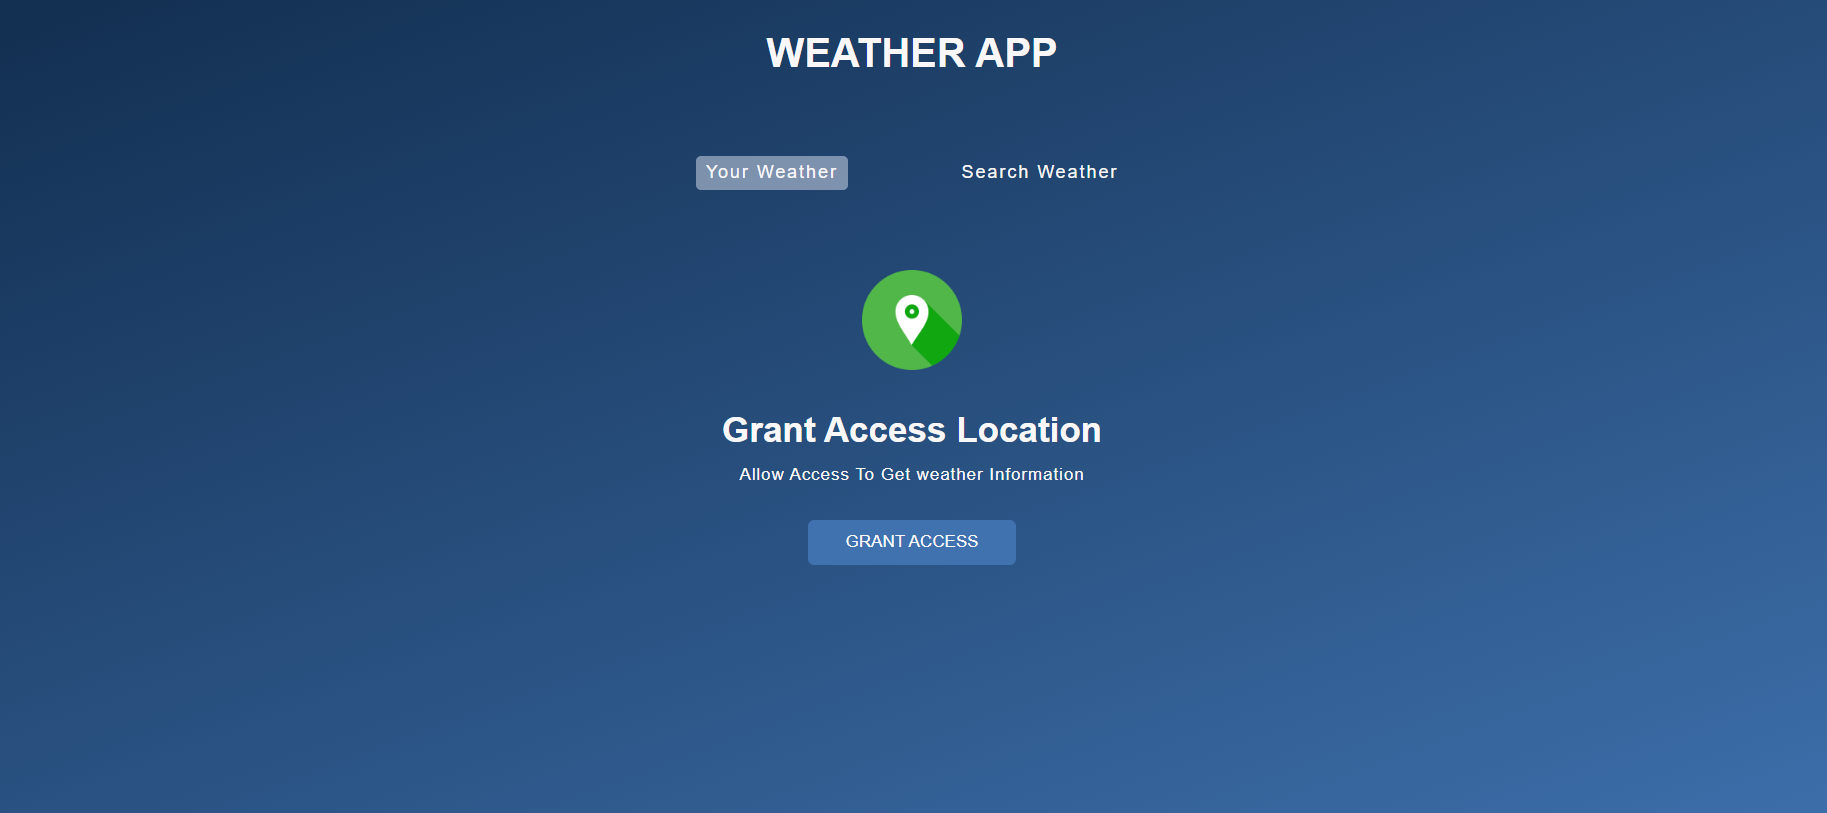 WEATHER APP
Your Weather
Search Weather
Grant Access Location
Allow Access To Get weather Information
GRANT ACCESS